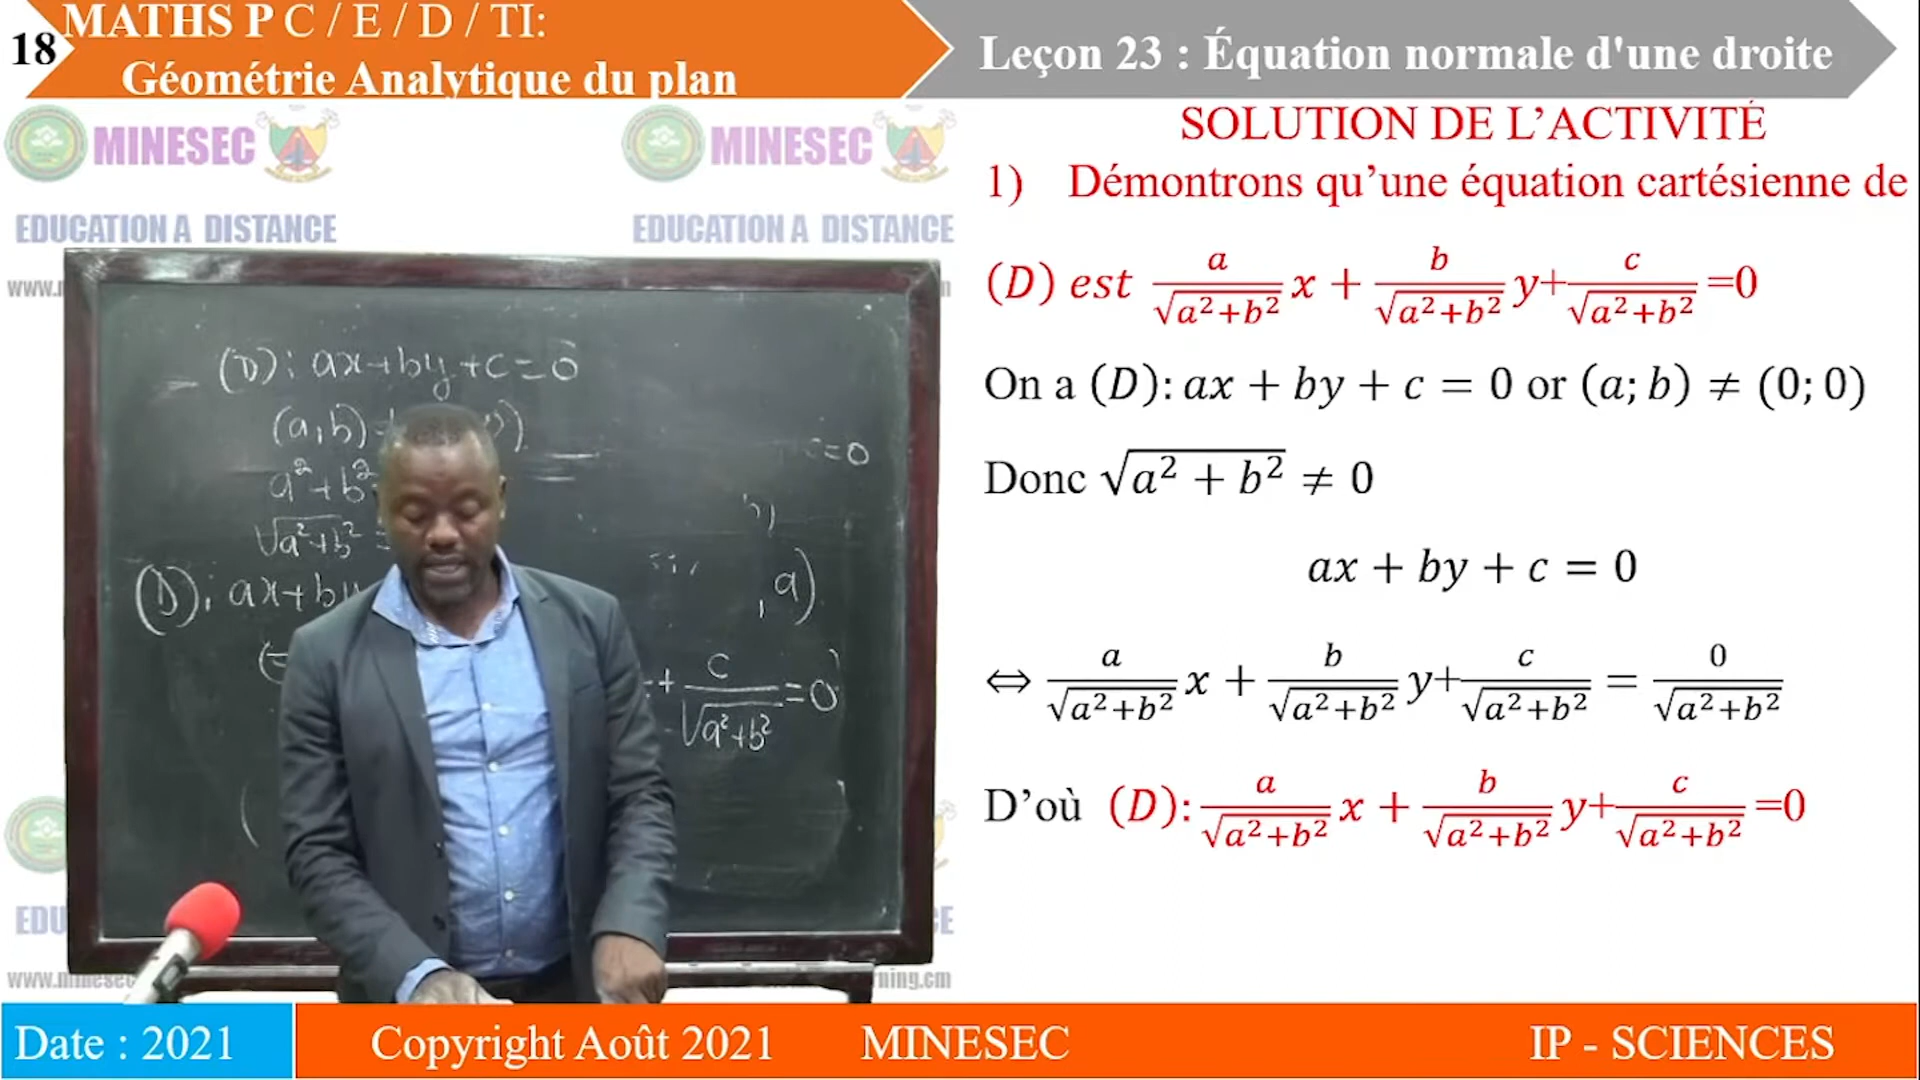 18
MATHS P C / E / D / TI:
Géométrie Analytique du plan
Leçon 23 : Équation normale d'une droite
MINESEC
MINESEC
EDUCATION A DISTANCE
EDUCATION A DISTANCE
(D): ax+by+c=0
(a,b)
c=0
a²+b²
√a²+b² =
,a)
(D): ax+by
+ c/√a²+b² =0
SOLUTION DE L’ACTIVITÉ
1) Démontrons qu’une équation cartésienne de
(D) est a/√a²+b² x + b/√a²+b² y+ c/√a²+b² =0
On a (D): ax + by + c = 0 or (a; b) ≠ (0; 0)
Donc √a² + b² ≠ 0
ax + by + c = 0
⇔ a/√a²+b² x + b/√a²+b² y+ c/√a²+b² = 0/√a²+b²
D’où (D): a/√a²+b² x + b/√a²+b² y+ c/√a²+b² =0
Date : 2021
Copyright Août 2021
MINESEC
IP - SCIENCES